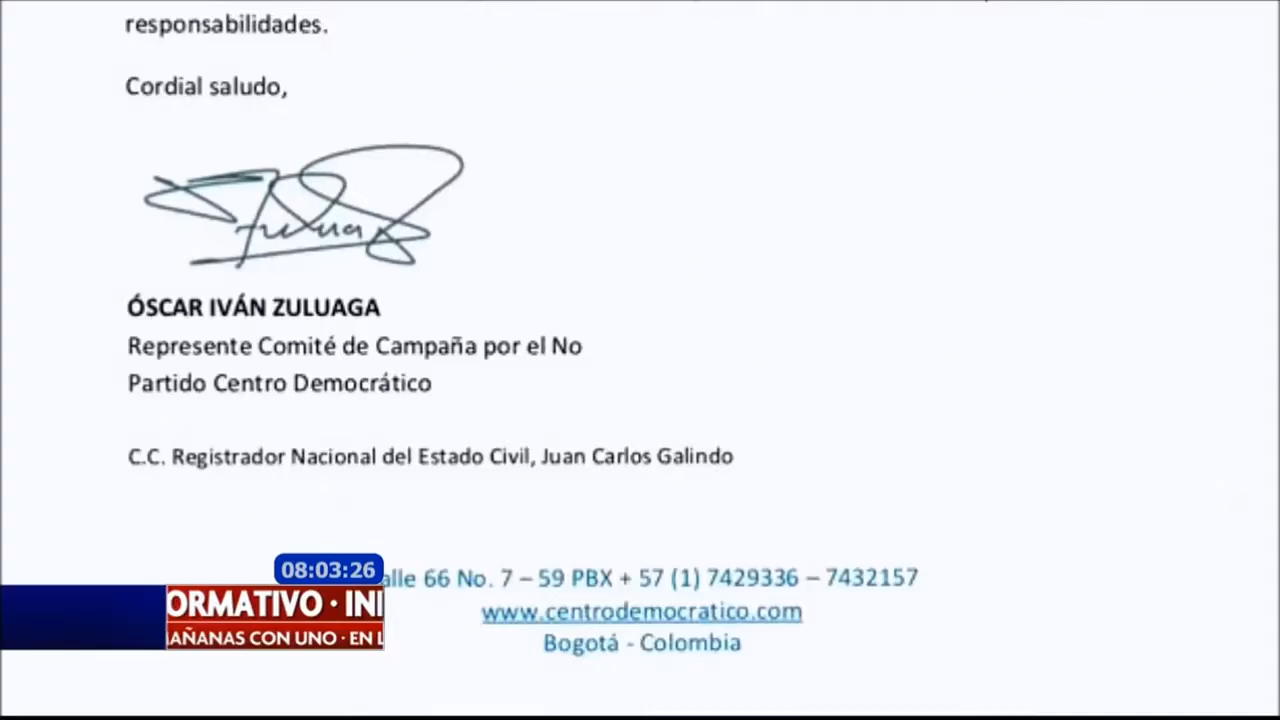 responsabilidades.
Cordial saludo,
ÓSCAR IVÁN ZULUAGA
Represente Comité de Campaña por el No
Partido Centro Democrático
C.C. Registrador Nacional del Estado Civil, Juan Carlos Galindo
08:03:26
alle 66 No. 7 – 59 PBX + 57 (1) 7429336 – 7432157
ORMATIVO · INI
www.centrodemocratico.com
AÑANAS CON UNO · EN L
Bogotá - Colombia